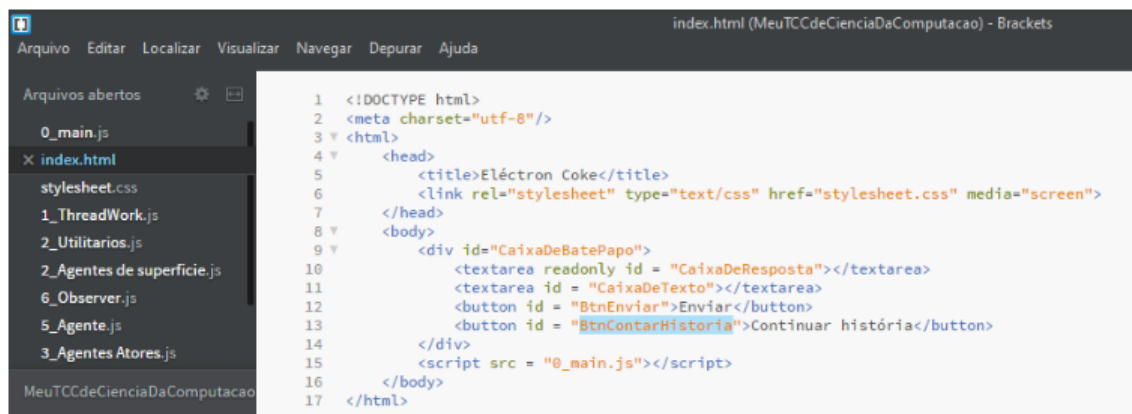 index.html (MeuTCCdeCienciaDaComputacao) - Brackets
Arquivo Editar Localizar Visualizar Navegar Depurar Ajuda
Arquivos abertos
0_main.js
index.html
stylesheet.css
1_ThreadWork.js
2_Utilitarios.js
2_Agentes de superficie.js
6_Observer.js
5_Agente.js
3_Agentes Atores.js
MeuTCCdeCienciaDaComputacao
1 <!DOCTYPE html>
2 <meta charset="utf-8"/>
3 <html>
4 <head>
5 <title>Eléctron Coke</title>
6 <link rel="stylesheet" type="text/css" href="stylesheet.css" media="screen">
7 </head>
8 <body>
9 <div id="CaixaDeBatePapo">
10 <textarea readonly id = "CaixaDeResposta"></textarea>
11 <textarea id = "CaixaDeTexto"></textarea>
12 <button id = "BtnEnviar">Enviar</button>
13 <button id = "BtnContarHistoria">Continuar história</button>
14 </div>
15 <script src = "0_main.js"></script>
16 </body>
17 </html>